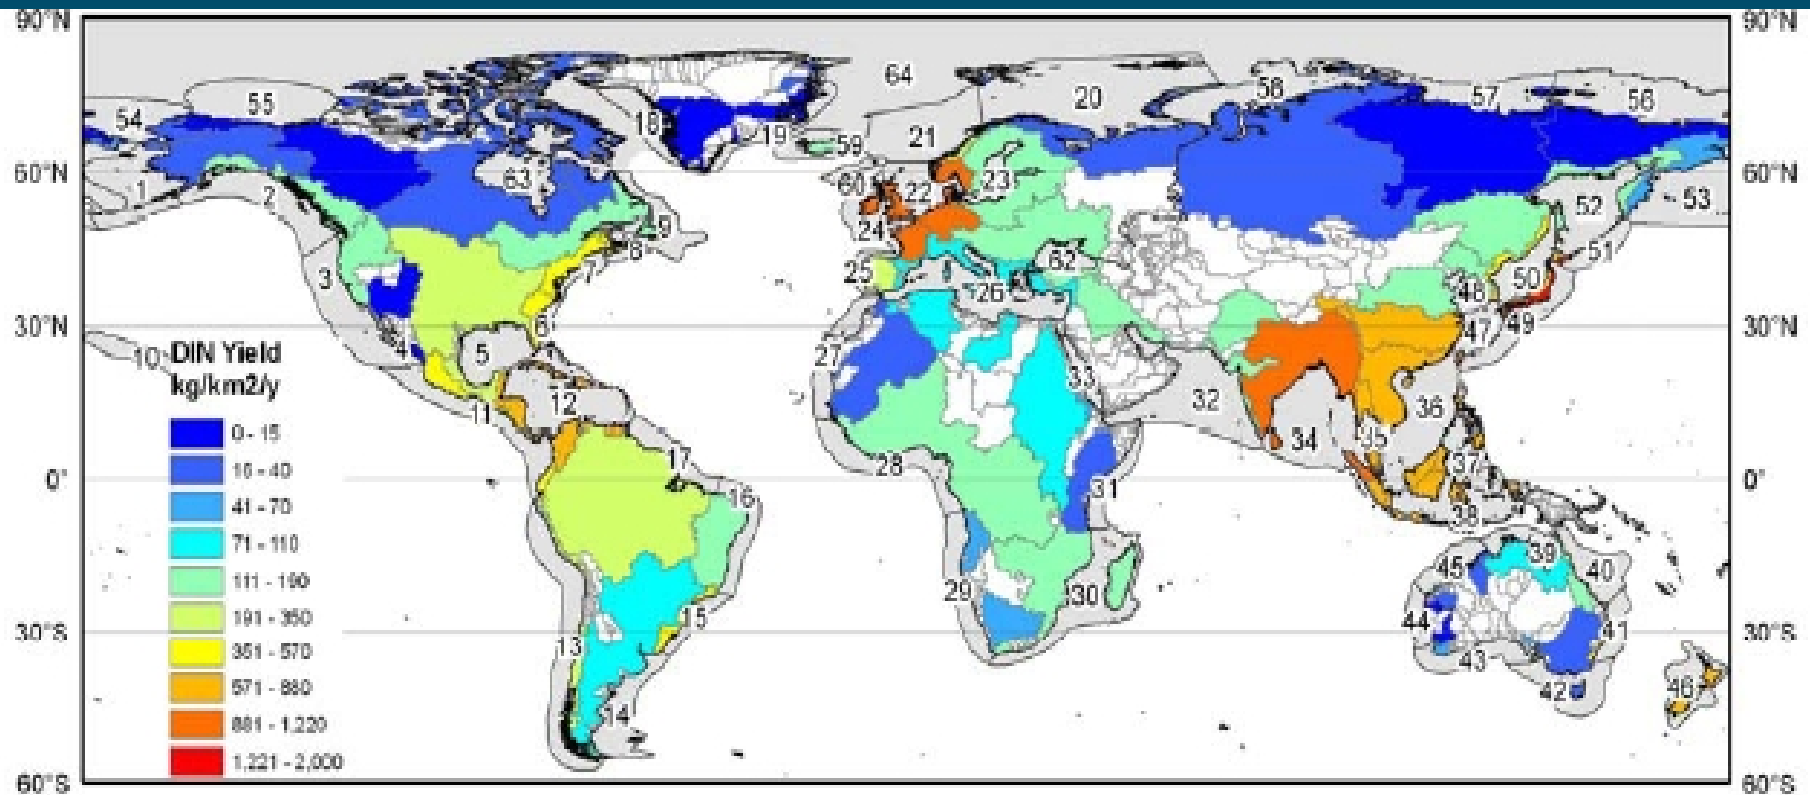 90°N 90°N
64
55 58 57 56
54 20
18 19 21
59
60°N 63 60 22 23 60°N
1 2 52 53
9 24
8 62 51
3 7 25 26 50
48
30°N 6 47 49 30°N
10 DIN Yield 4 5 27
kg/km2/y 33 32
11 12 36
0 - 15 34 35
16 - 40 17 28 37
0° 0°
41 - 70 16 31
38
71 - 110 39
45 40
111 - 190 29 30
191 - 350 15 44 41
30°S 30°S
351 - 570 13 43
571 - 880 42 46
14
881 - 1,220
1,221 - 2,000
60°S 60°S